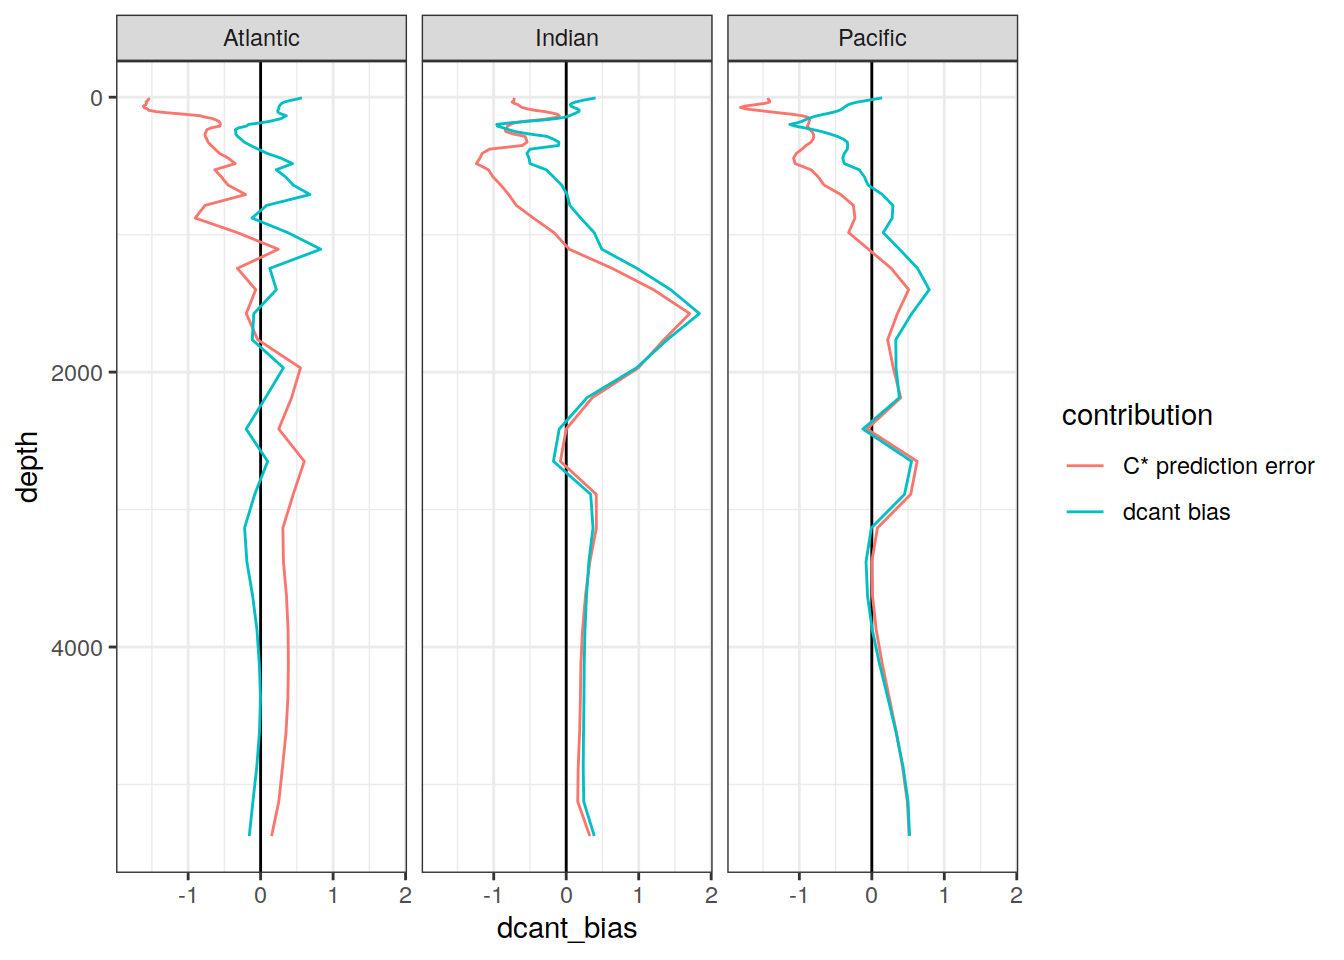 Atlantic Indian Pacific
0
2000
4000
depth
-1 0 1 2 -1 0 1 2 -1 0 1 2
dcant_bias
contribution
C* prediction error
dcant bias